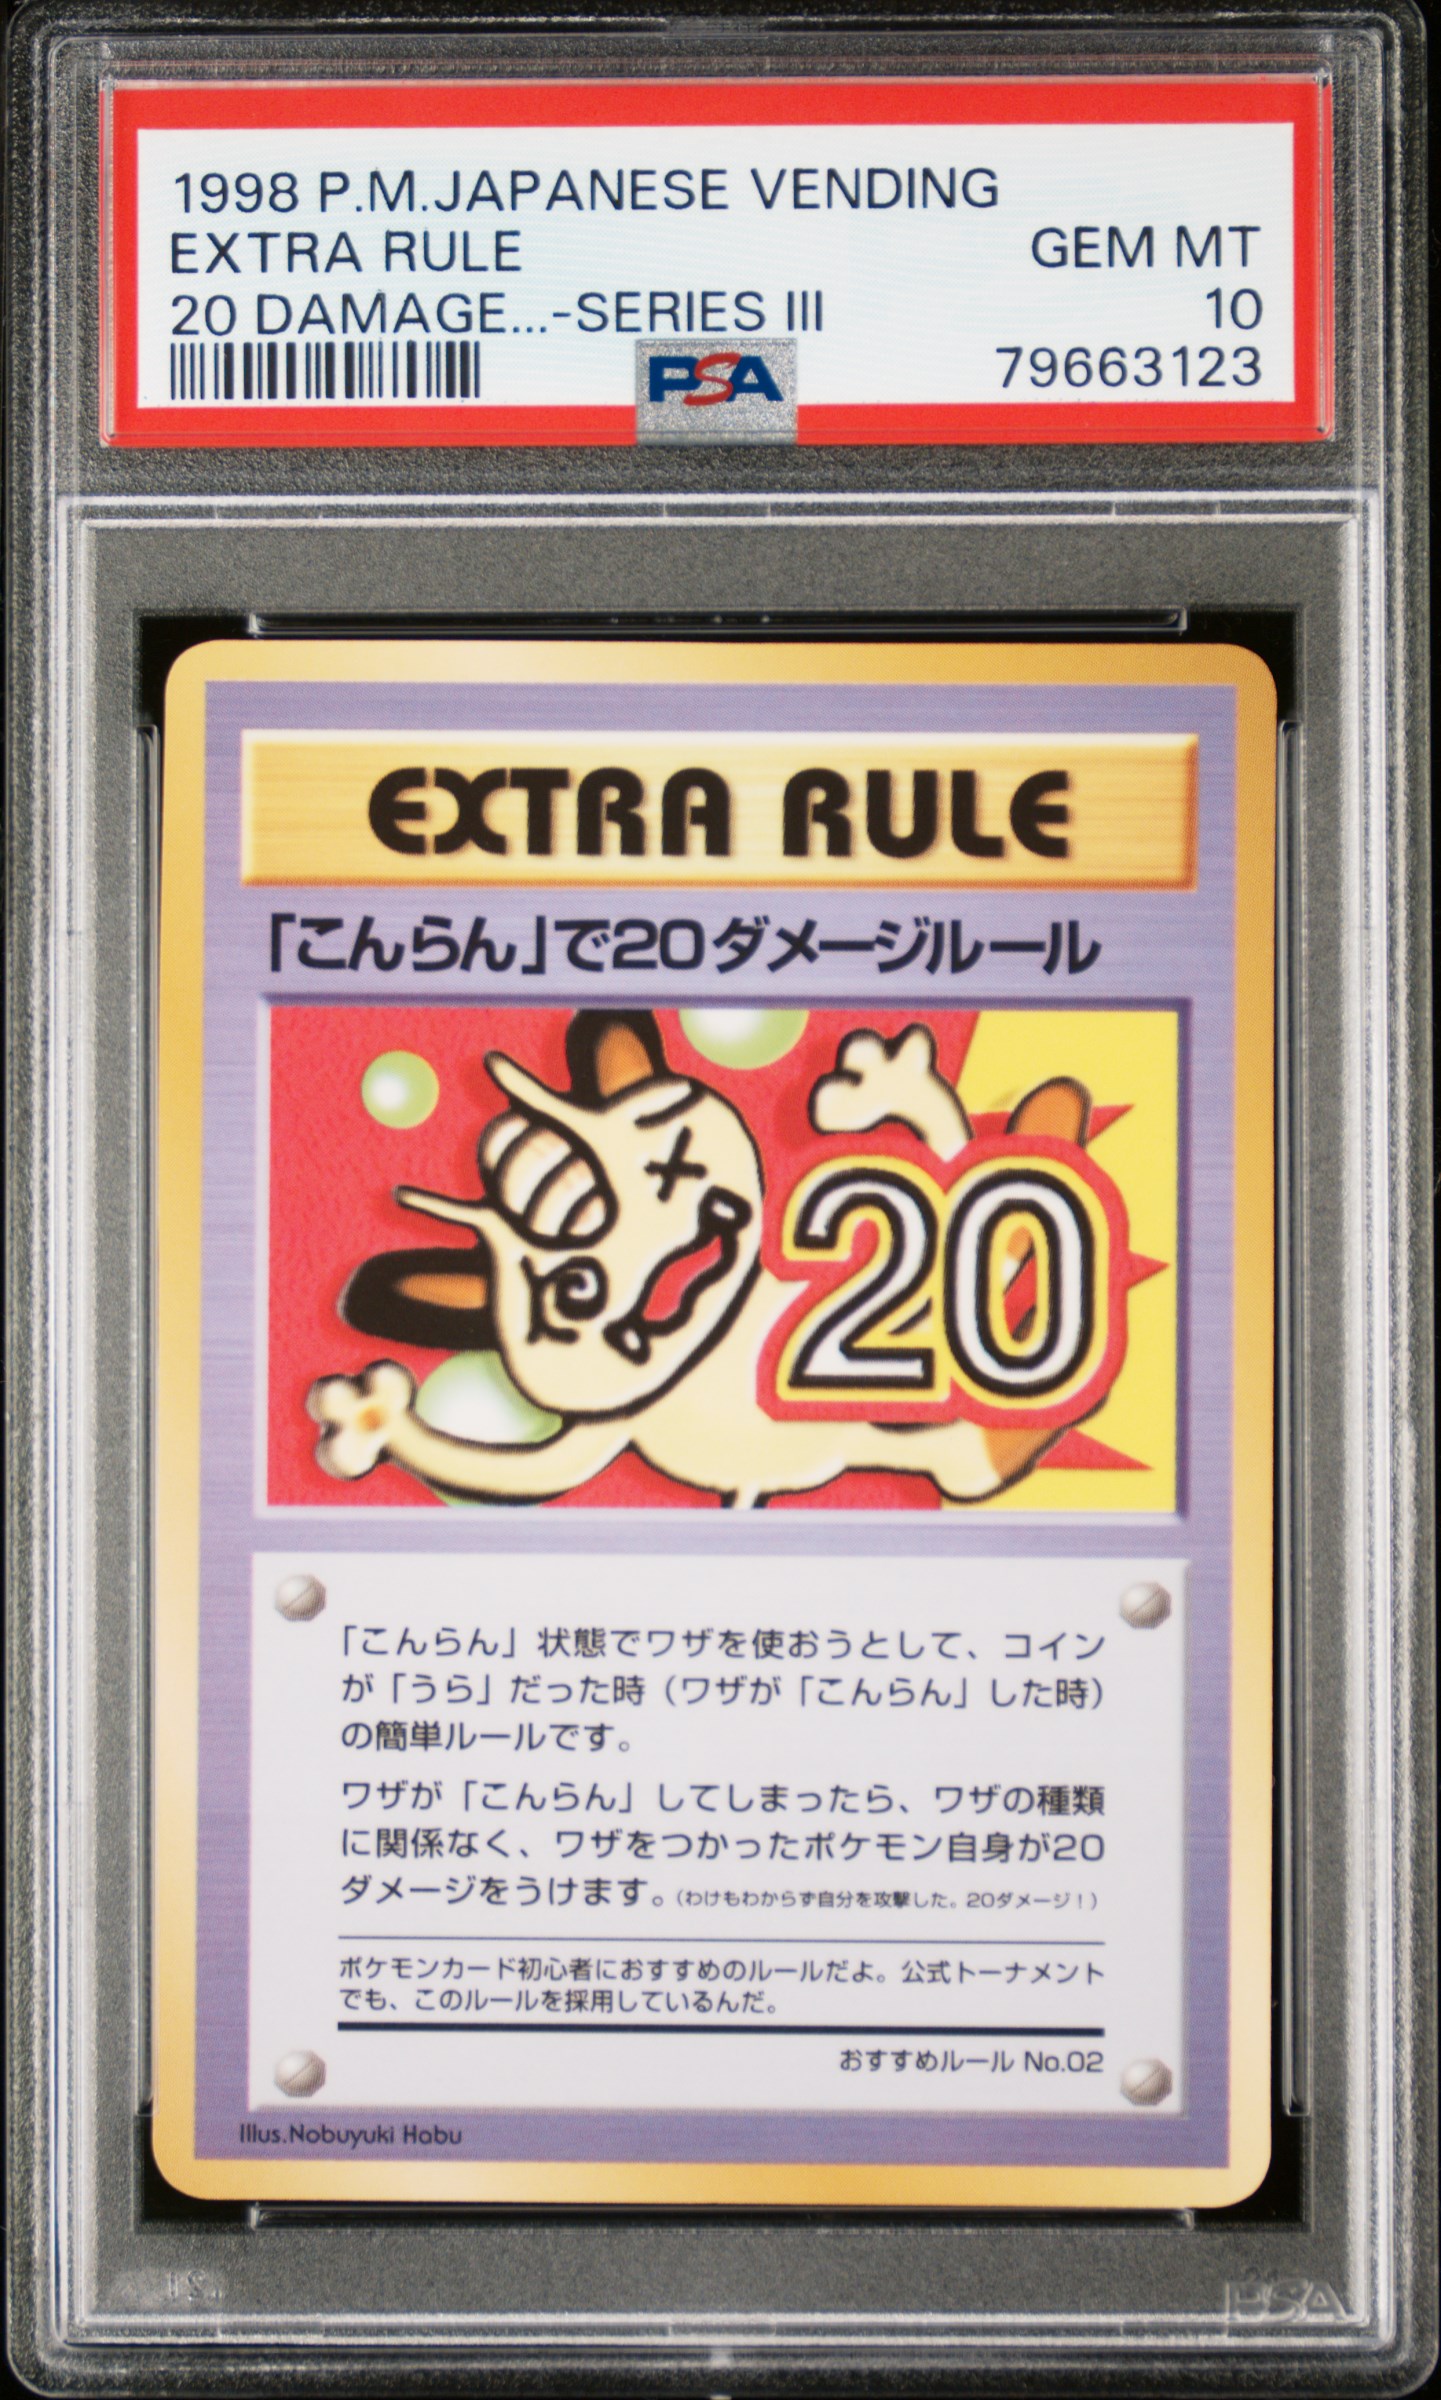 1998 P.M.JAPANESE VENDING
EXTRA RULE
GEM MT
20 DAMAGE...-SERIES III
10
PSA
79663123
EXTRA RULE
「こんらん」で20ダメージルール
20
「こんらん」状態でワザを使おうとして、コイン
が「うら」だった時（ワザが「こんらん」した時）
の簡単ルールです。
ワザが「こんらん」してしまったら、ワザの種類
に関係なく、ワザをつかったポケモン自身が20
ダメージをうけます。（わけもわからず自分を攻撃した。20ダメージ！）
ポケモンカード初心者におすすめのルールだよ。公式トーナメント
でも、このルールを採用しているんだ。
おすすめルール No.02
Illus.Nobuyuki Habu
PSA